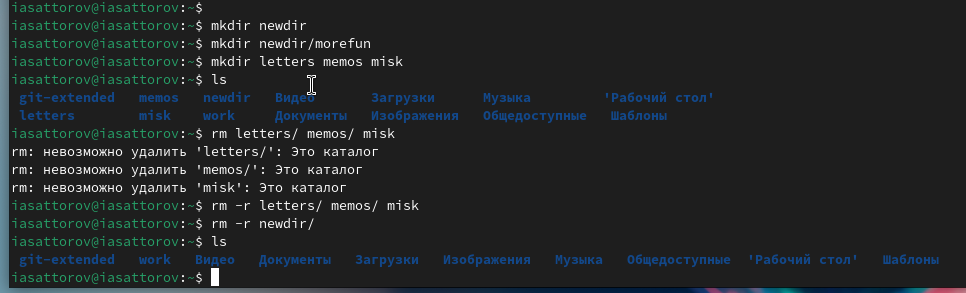 iasattorov@iasattorov:~$
iasattorov@iasattorov:~$ mkdir newdir
iasattorov@iasattorov:~$ mkdir newdir/morefun
iasattorov@iasattorov:~$ mkdir letters memos misk
iasattorov@iasattorov:~$ ls
git-extended memos newdir Видео Загрузки Музыка 'Рабочий стол'
letters misk work Документы Изображения Общедоступные Шаблоны
iasattorov@iasattorov:~$ rm letters/ memos/ misk
rm: невозможно удалить 'letters/': Это каталог
rm: невозможно удалить 'memos/': Это каталог
rm: невозможно удалить 'misk': Это каталог
iasattorov@iasattorov:~$ rm -r letters/ memos/ misk
iasattorov@iasattorov:~$ rm -r newdir/
iasattorov@iasattorov:~$ ls
git-extended work Видео Документы Загрузки Изображения Музыка Общедоступные 'Рабочий стол' Шаблоны
iasattorov@iasattorov:~$